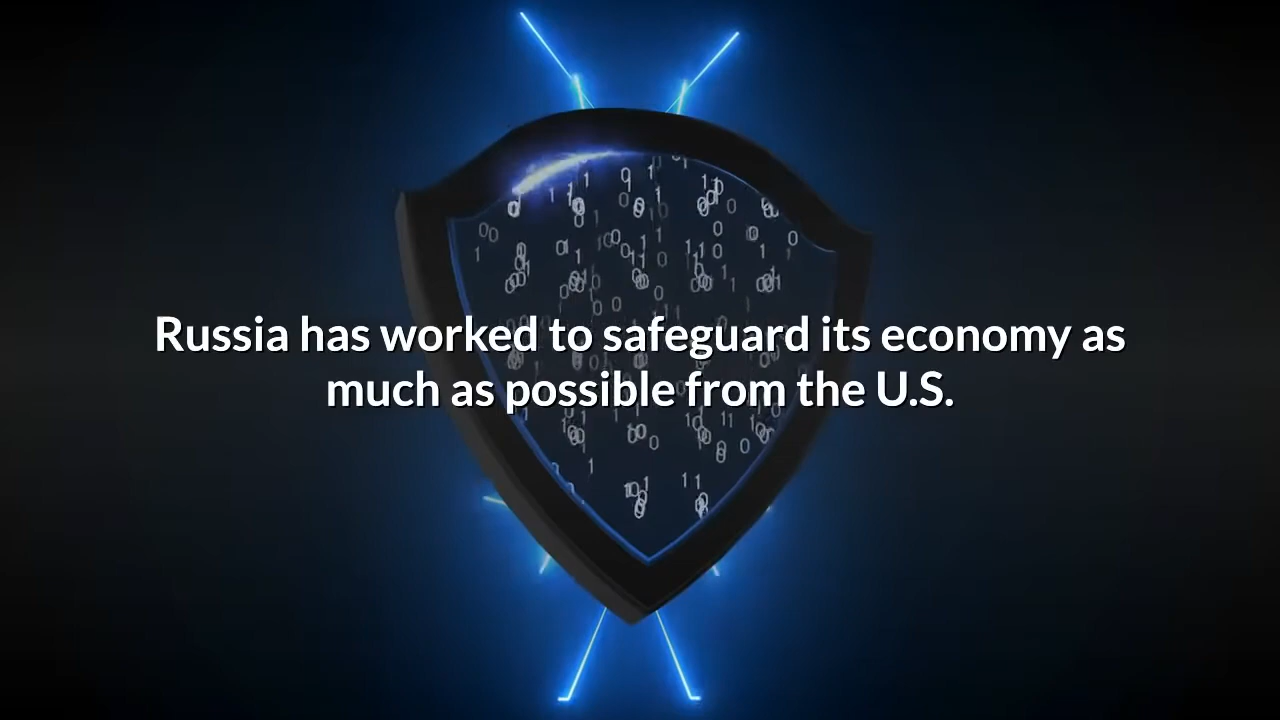 Russia has worked to safeguard its economy as
much as possible from the U.S.